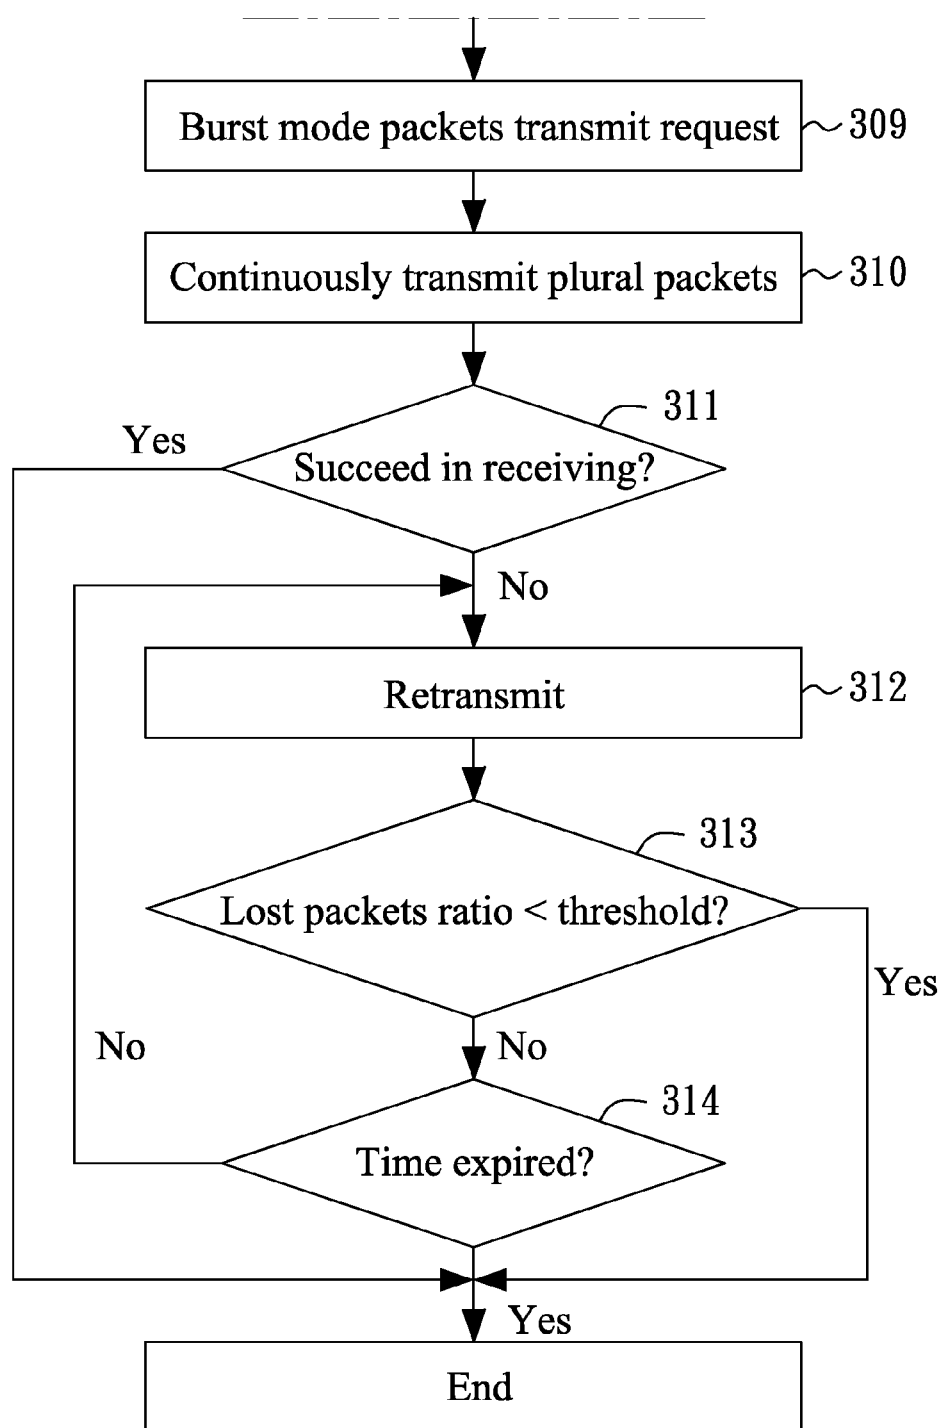 Burst mode packets transmit request
309
Continuously transmit plural packets
310
311
Yes
Succeed in receiving?
No
Retransmit
312
313
Lost packets ratio < threshold?
Yes
No
No
314
Time expired?
Yes
End